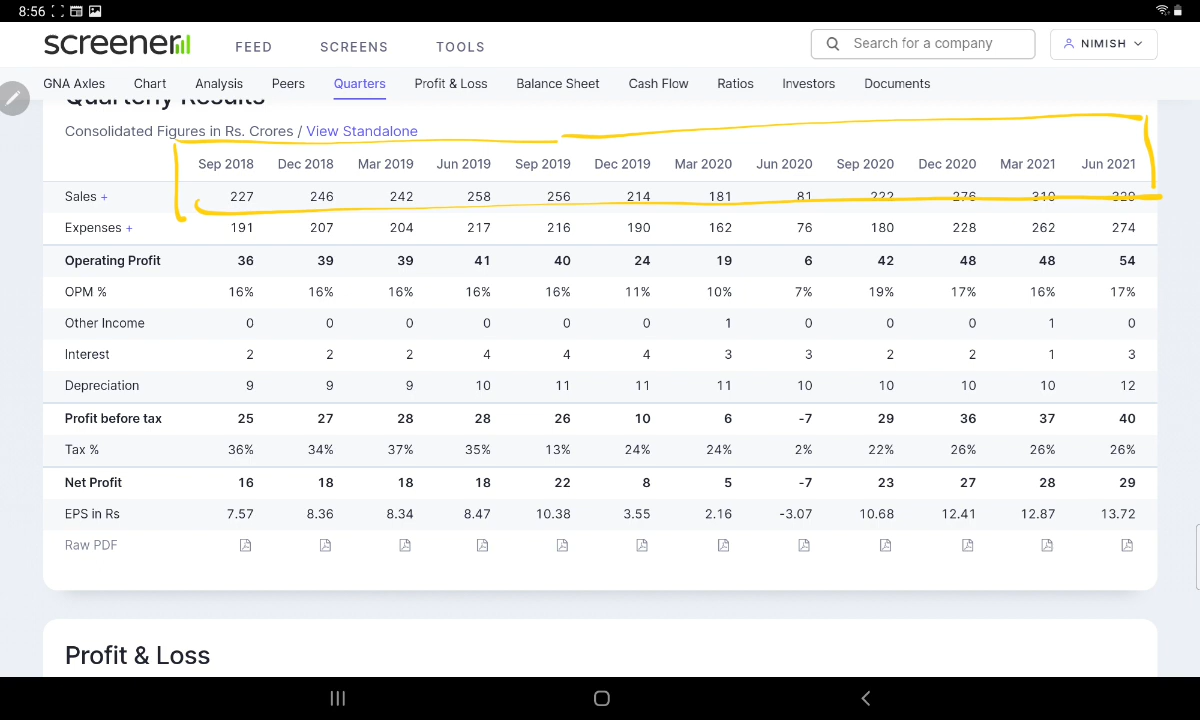 8:56
screener FEED SCREENS TOOLS Search for a company NIMISH
GNA Axles Chart Analysis Peers Quarters Profit & Loss Balance Sheet Cash Flow Ratios Investors Documents
Quarterly Results
Consolidated Figures in Rs. Crores / View Standalone
Sep 2018 Dec 2018 Mar 2019 Jun 2019 Sep 2019 Dec 2019 Mar 2020 Jun 2020 Sep 2020 Dec 2020 Mar 2021 Jun 2021
Sales + 227 246 242 258 256 214 181 81 222 276 310 329
Expenses + 191 207 204 217 216 190 162 76 180 228 262 274
Operating Profit 36 39 39 41 40 24 19 6 42 48 48 54
OPM % 16% 16% 16% 16% 16% 11% 10% 7% 19% 17% 16% 17%
Other Income 0 0 0 0 0 0 1 0 0 0 1 0
Interest 2 2 2 4 4 4 3 3 2 2 1 3
Depreciation 9 9 9 10 11 11 11 10 10 10 10 12
Profit before tax 25 27 28 28 26 10 6 -7 29 36 37 40
Tax % 36% 34% 37% 35% 13% 24% 24% 2% 22% 26% 26% 26%
Net Profit 16 18 18 18 22 8 5 -7 23 27 28 29
EPS in Rs 7.57 8.36 8.34 8.47 10.38 3.55 2.16 -3.07 10.68 12.41 12.87 13.72
Raw PDF
Profit & Loss